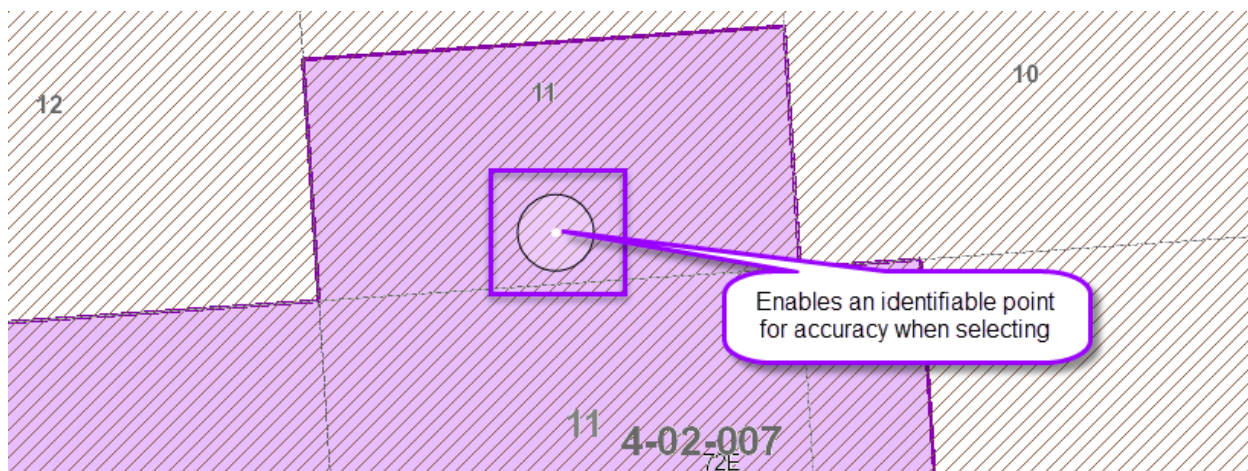 10
12
11
Enables an identifiable point
for accuracy when selecting
11
4-02-007
72E